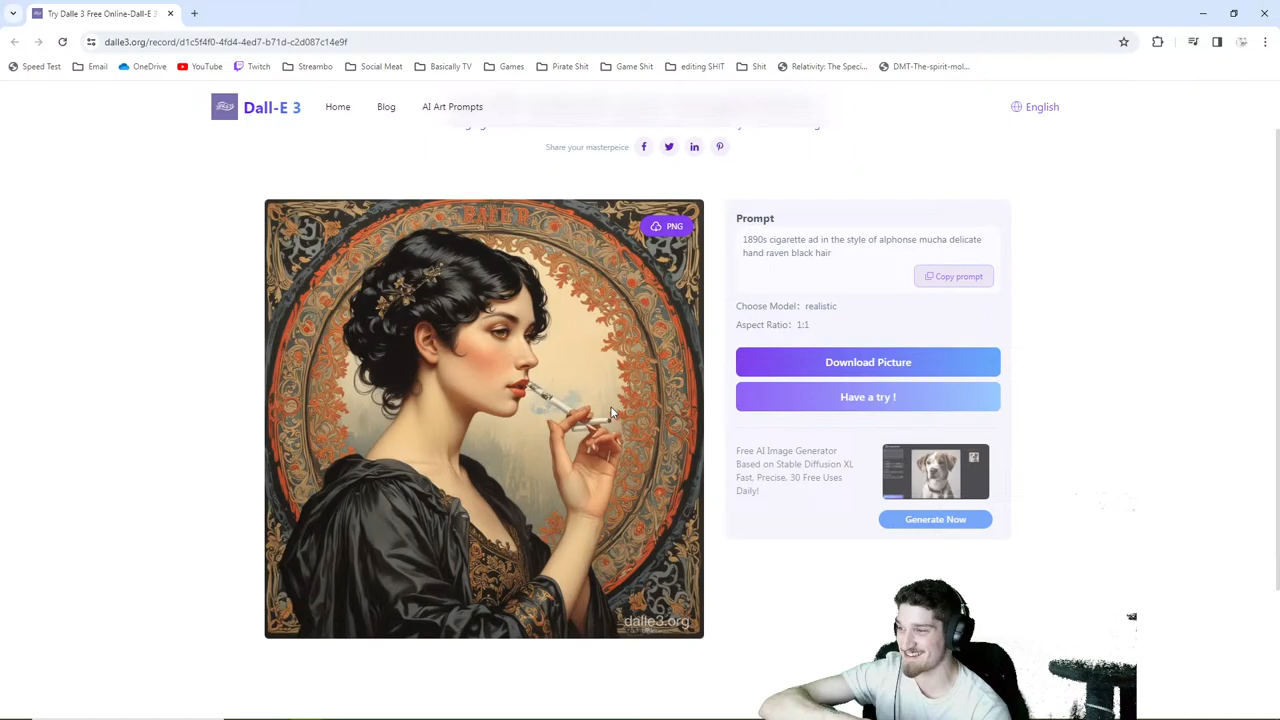 Try Dalle 3 Free Online-Dall-E 3
dalle3.org/record/d1c5f4f0-4fd4-4ed7-b71d-c2d087c14e9f
Speed Test Email OneDrive YouTube Twitch Streambo Social Meat Basically TV Games Pirate Shit Game Shit editing SHIT Shit Relativity: The Speci... DMT-The-spirit-mol...
Dall-E 3 Home Blog AI Art Prompts English
Share your masterpeice
PNG
Prompt
1890s cigarette ad in the style of alphonse mucha delicate
hand raven black hair
Copy prompt
Choose Model: realistic
Aspect Ratio: 1:1
Download Picture
Have a try !
Free AI Image Generator
Based on Stable Diffusion XL
Fast, Precise, 30 Free Uses
Daily!
Generate Now
dalle3.org